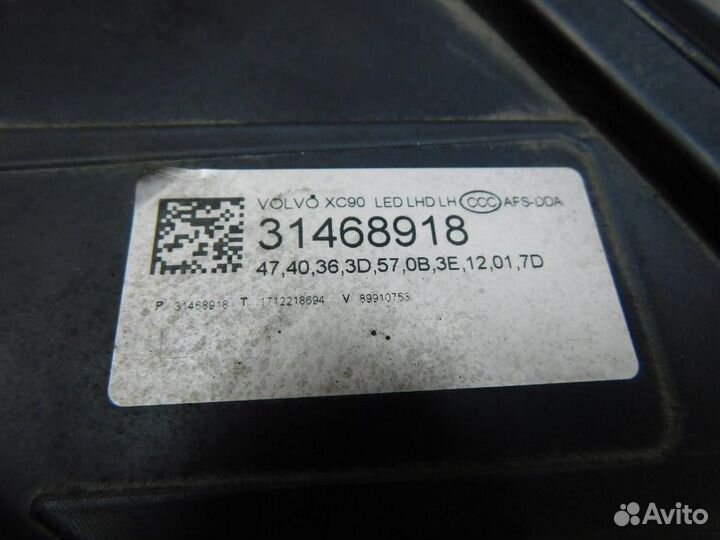 VOLVO XC90 LED LHD LH CCC AFS-DDA
31468918
47,40,36,3D,57,0B,3E,12,01,7D
P 31468918 T 1712218694 V 89910753
Avito